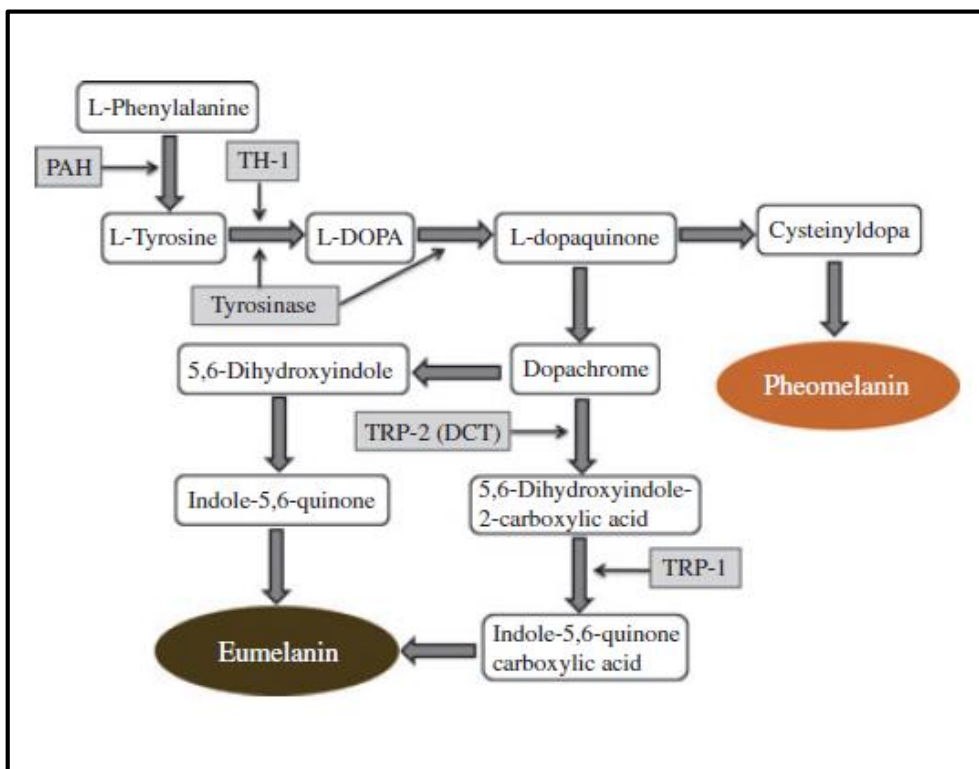 L-Phenylalanine
PAH
TH-1
L-Tyrosine
L-DOPA
L-dopaquinone
Cysteinyldopa
Tyrosinase
5,6-Dihydroxyindole
Dopachrome
Pheomelanin
TRP-2 (DCT)
Indole-5,6-quinone
5,6-Dihydroxyindole-
2-carboxylic acid
TRP-1
Eumelanin
Indole-5,6-quinone
carboxylic acid